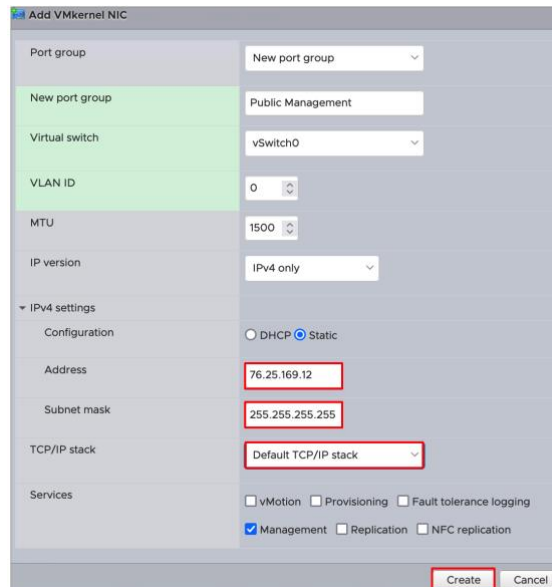 Add VMkernel NIC
Port group
New port group
New port group
Public Management
Virtual switch
vSwitch0
VLAN ID
0
MTU
1500
IP version
IPv4 only
IPv4 settings
Configuration
DHCP Static
Address
76.25.169.12
Subnet mask
255.255.255.255
TCP/IP stack
Default TCP/IP stack
Services
vMotion Provisioning Fault tolerance logging
Management Replication NFC replication
Create Cancel